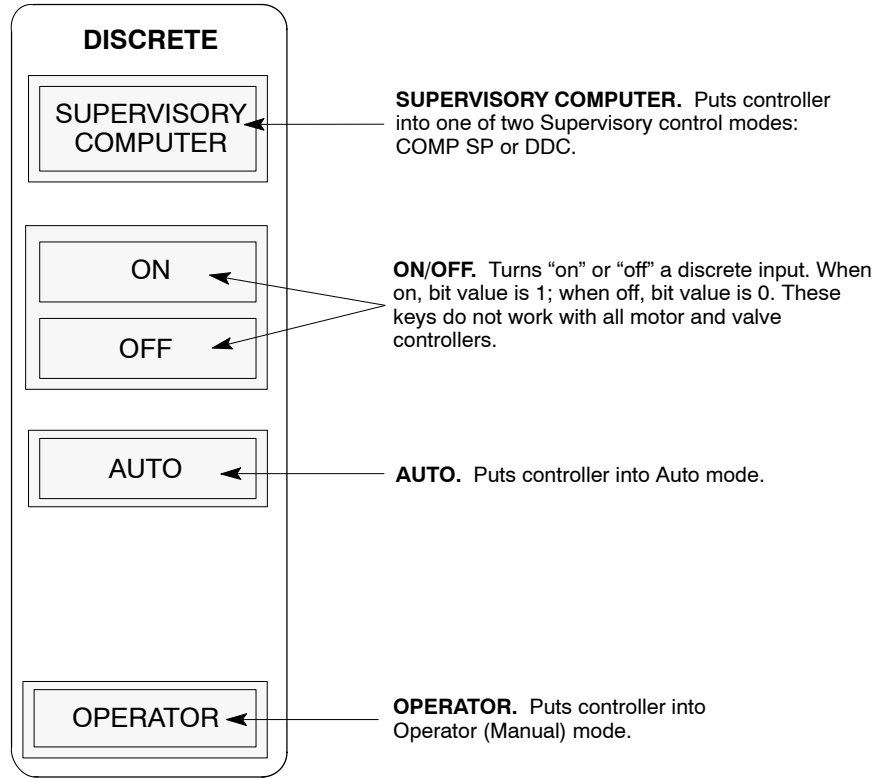 DISCRETE
SUPERVISORY
COMPUTER
SUPERVISORY COMPUTER. Puts controller
into one of two Supervisory control modes:
COMP SP or DDC.
ON
OFF
ON/OFF. Turns “on” or “off” a discrete input. When
on, bit value is 1; when off, bit value is 0. These
keys do not work with all motor and valve
controllers.
AUTO
AUTO. Puts controller into Auto mode.
OPERATOR
OPERATOR. Puts controller into
Operator (Manual) mode.